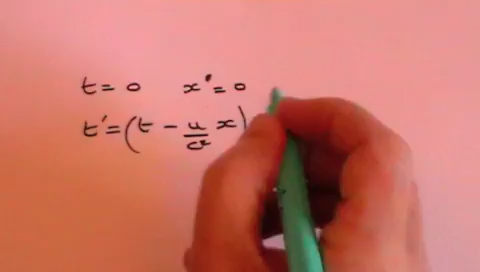 t = 0 x' = 0
t' = (t - u/c² x)